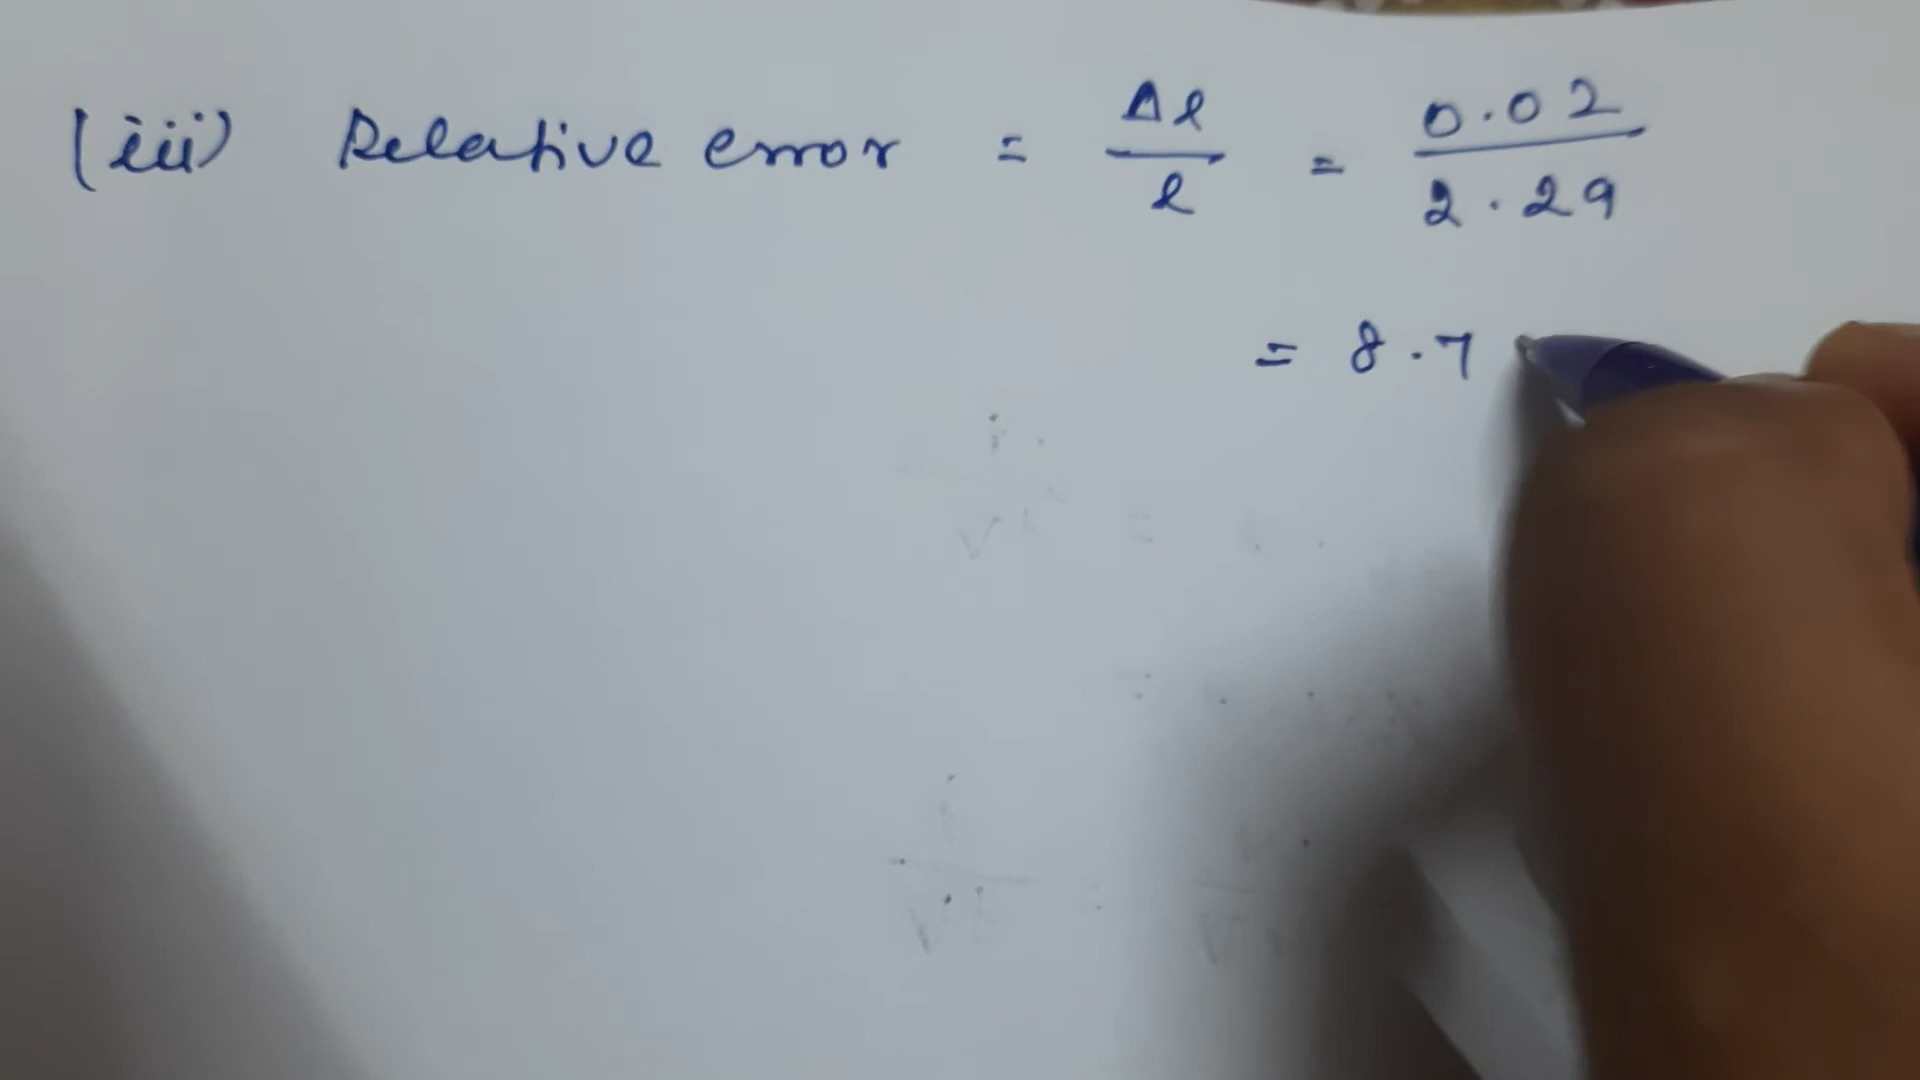 (iii) Relative error = Δl/l = 0.02/2.29
= 8.7